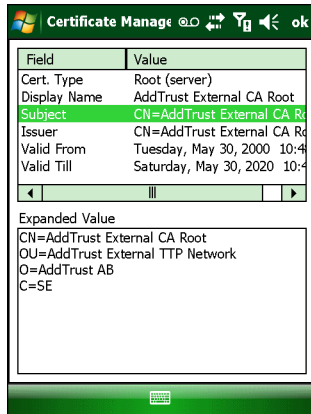 Certificate Manage ok
Field Value
Cert. Type Root (server)
Display Name AddTrust External CA Root
Subject CN=AddTrust External CA Ro
Issuer CN=AddTrust External CA Ro
Valid From Tuesday, May 30, 2000 10:4
Valid Till Saturday, May 30, 2020 10:4
Expanded Value
CN=AddTrust External CA Root
OU=AddTrust External TTP Network
O=AddTrust AB
C=SE